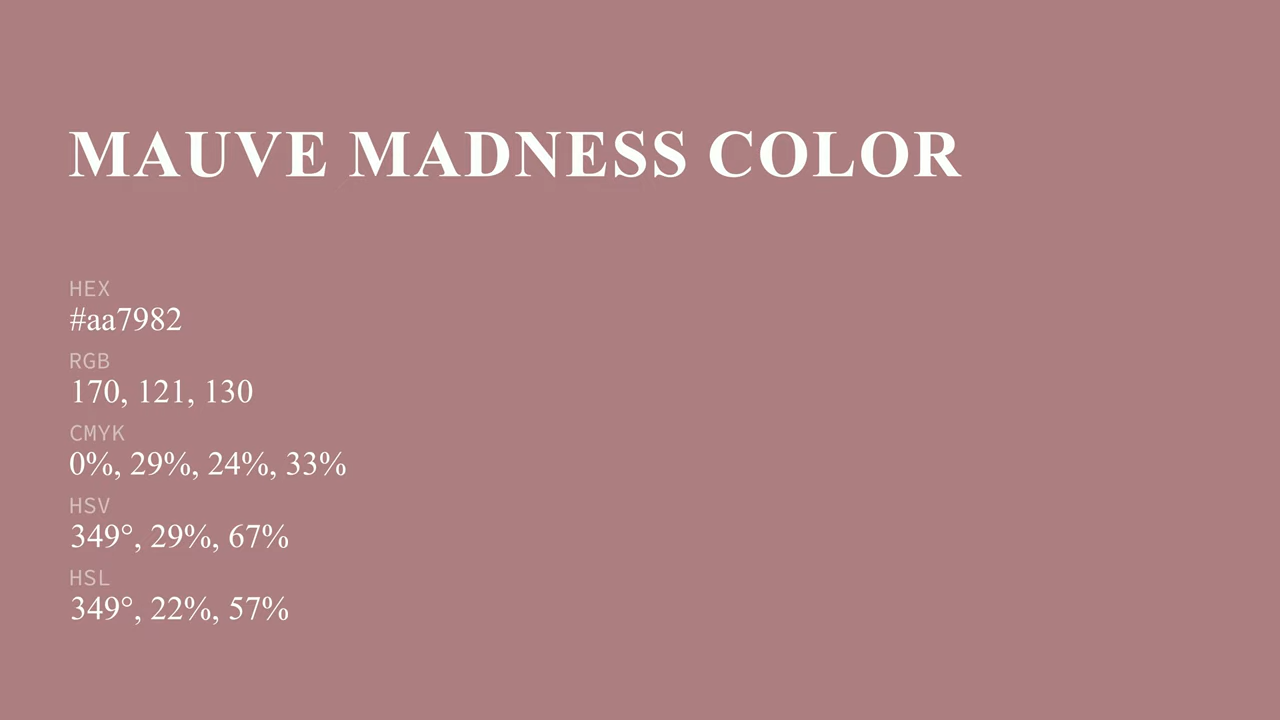 MAUVE MADNESS COLOR
HEX
#aa7982
RGB
170, 121, 130
CMYK
0%, 29%, 24%, 33%
HSV
349°, 29%, 67%
HSL
349°, 22%, 57%